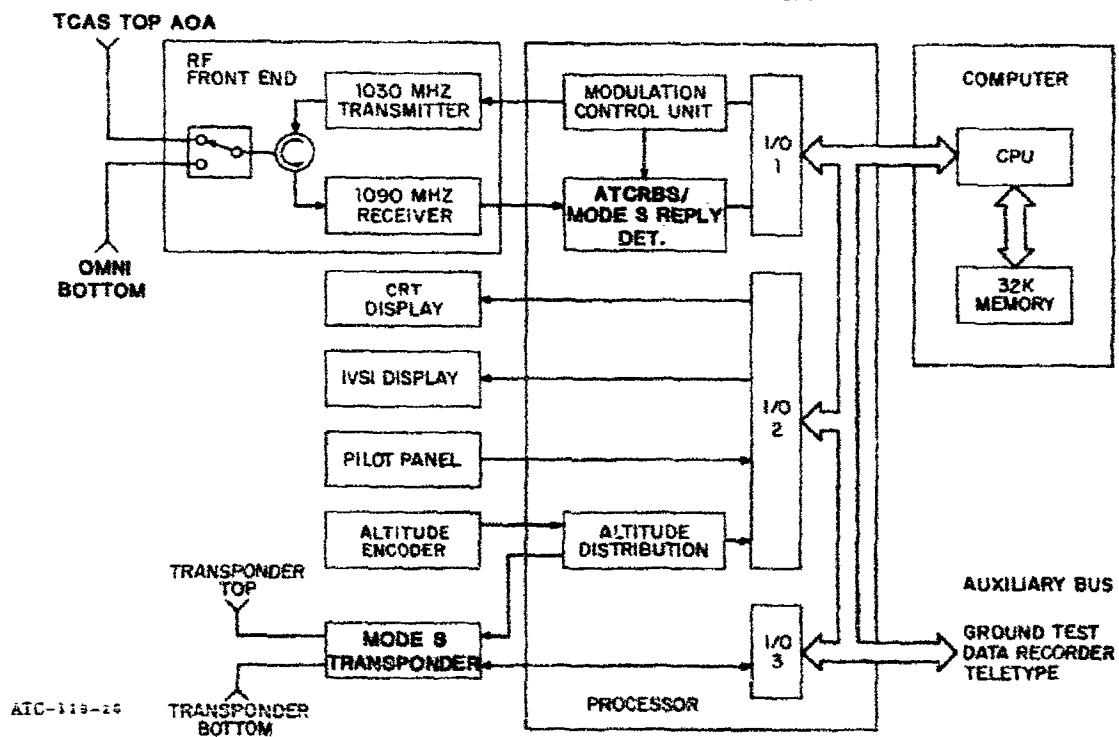 TCAS TOP AOA
RF
FRONT END
1030 MHZ
TRANSMITTER
MODULATION
CONTROL UNIT
I/O
1
COMPUTER
CPU
1090 MHZ
RECEIVER
ATCRBS/
MODE S REPLY
DET.
OMNI
BOTTOM
32K
MEMORY
CRT
DISPLAY
IVSI DISPLAY
I/O
2
PILOT PANEL
ALTITUDE
ENCODER
ALTITUDE
DISTRIBUTION
TRANSPONDER
TOP
AUXILIARY BUS
MODE S
TRANSPONDER
I/O
3
GROUND TEST
DATA RECORDER
TELETYPE
PROCESSOR
TRANSPONDER
BOTTOM